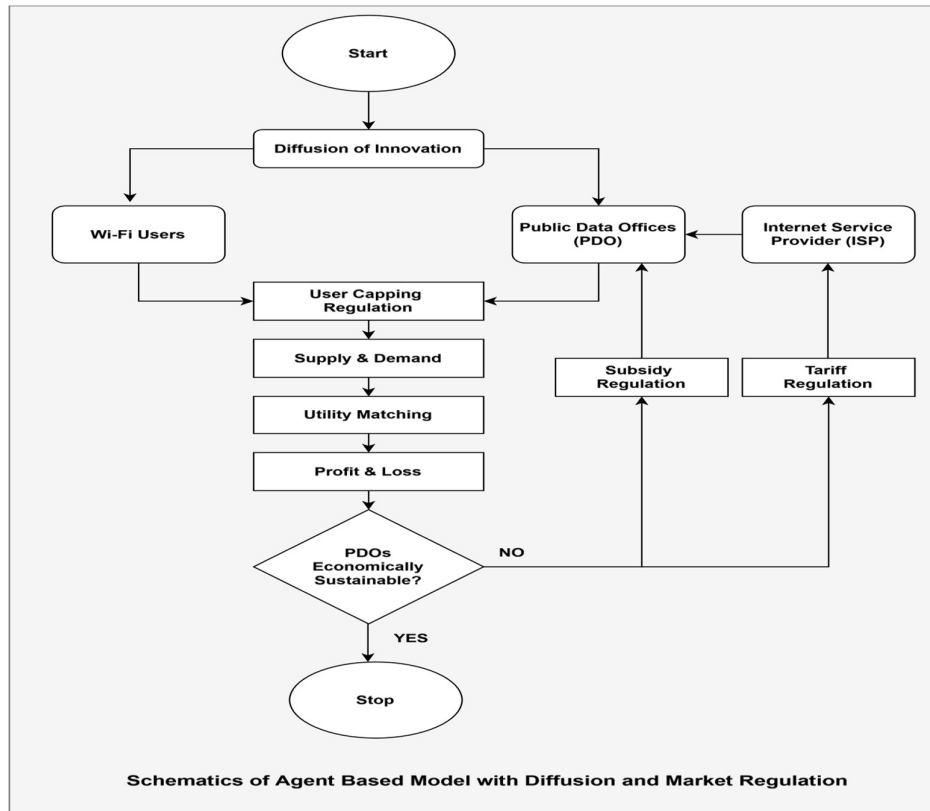 Start
Diffusion of Innovation
Wi-Fi Users
Public Data Offices
(PDO)
Internet Service
Provider (ISP)
User Capping
Regulation
Supply & Demand
Subsidy
Regulation
Tariff
Regulation
Utility Matching
Profit & Loss
PDOs
Economically
Sustainable?
NO
YES
Stop
Schematics of Agent Based Model with Diffusion and Market Regulation